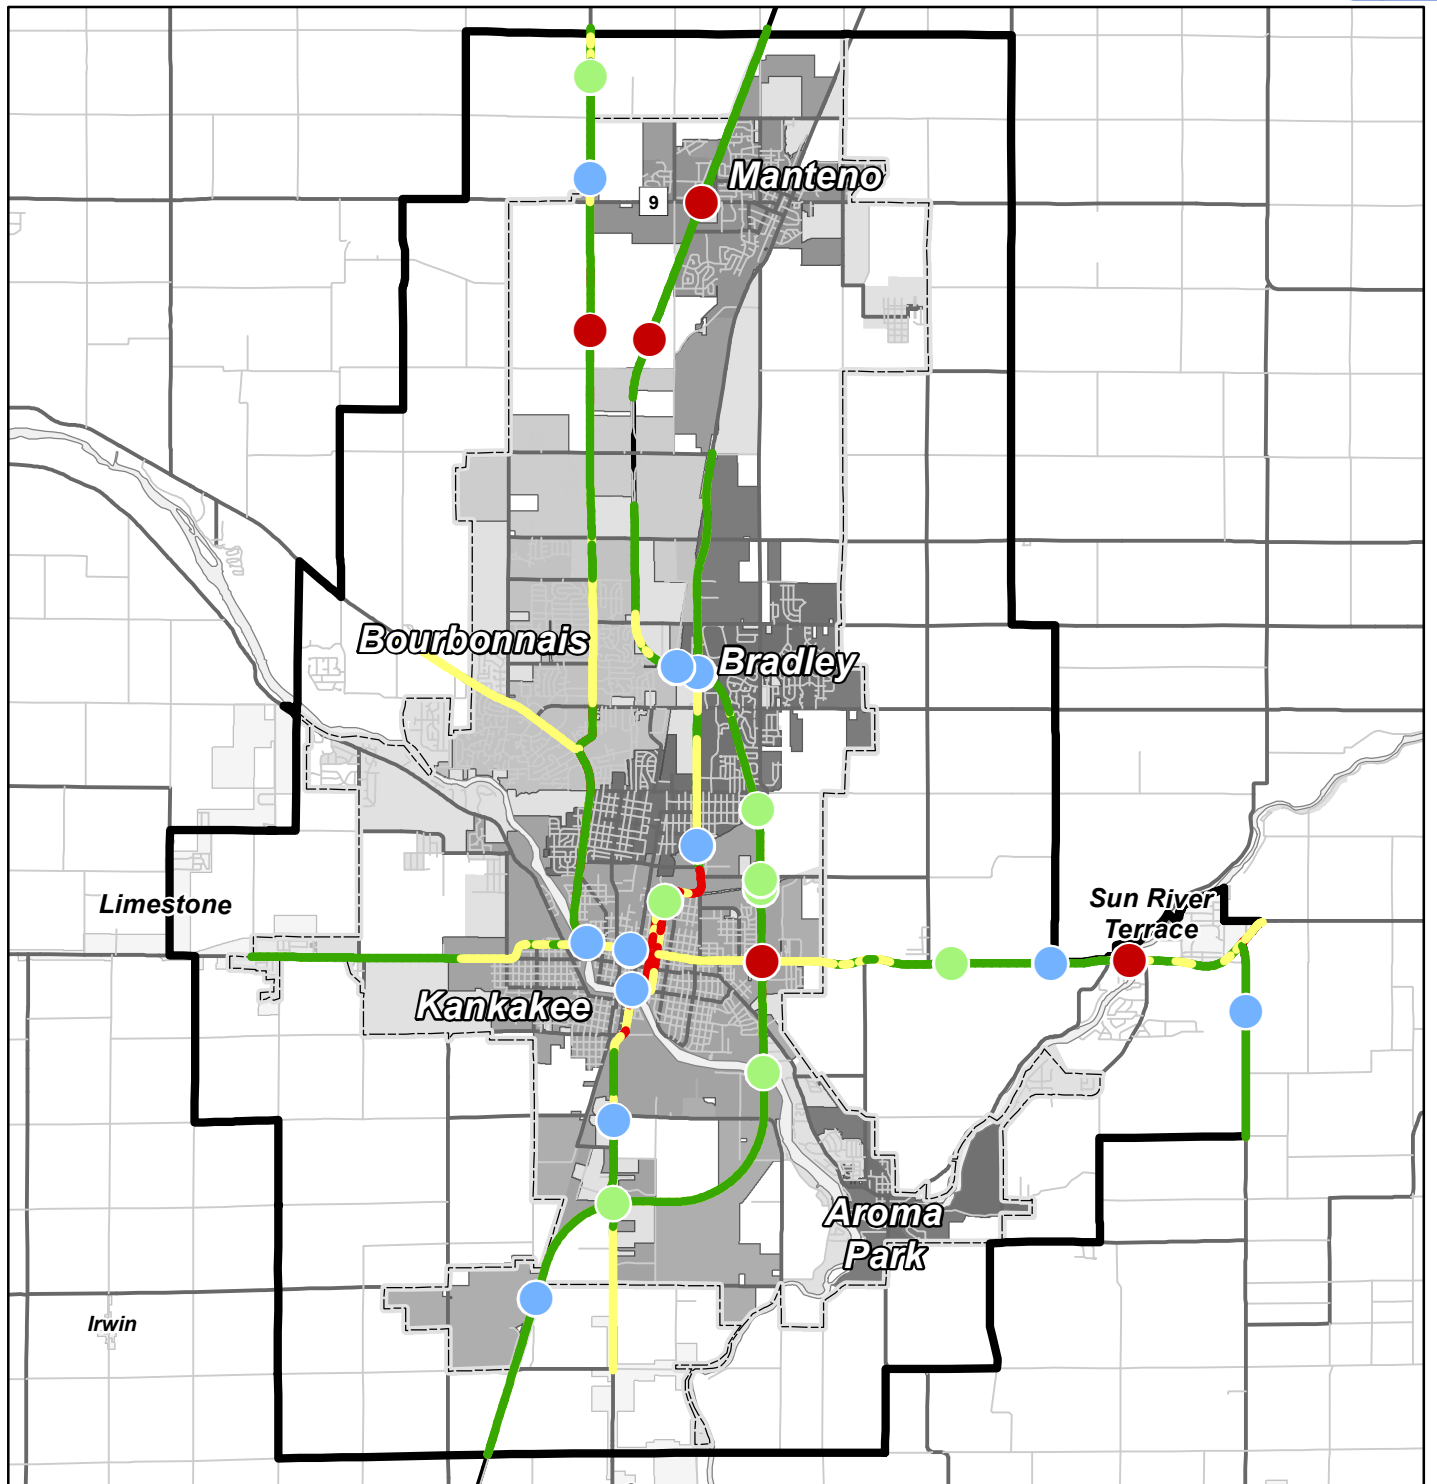 Manteno
9
Bourbonnais
Bradley
Limestone
Sun River
Terrace
Kankakee
Aroma
Park
Irwin